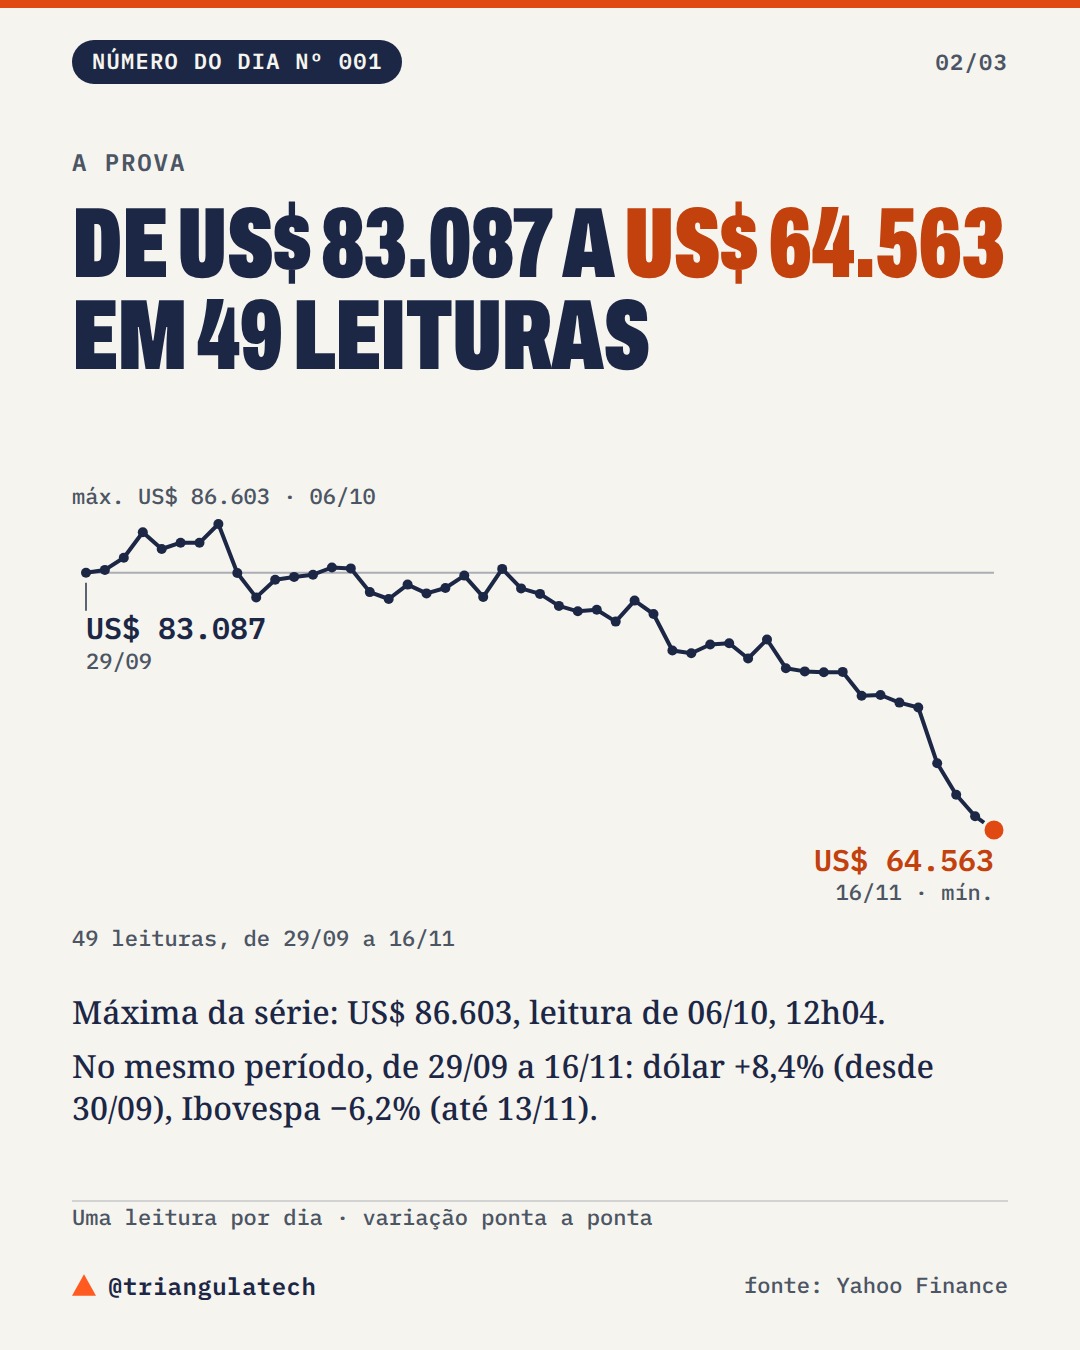 NÚMERO DO DIA Nº 001
02/03
A PROVA
DE US$ 83.087 A US$ 64.563
EM 49 LEITURAS
máx. US$ 86.603 · 06/10
US$ 83.087
29/09
US$ 64.563
16/11 · mín.
49 leituras, de 29/09 a 16/11
Máxima da série: US$ 86.603, leitura de 06/10, 12h04.
No mesmo período, de 29/09 a 16/11: dólar +8,4% (desde
30/09), Ibovespa −6,2% (até 13/11).
Uma leitura por dia · variação ponta a ponta
@triangulatech
fonte: Yahoo Finance